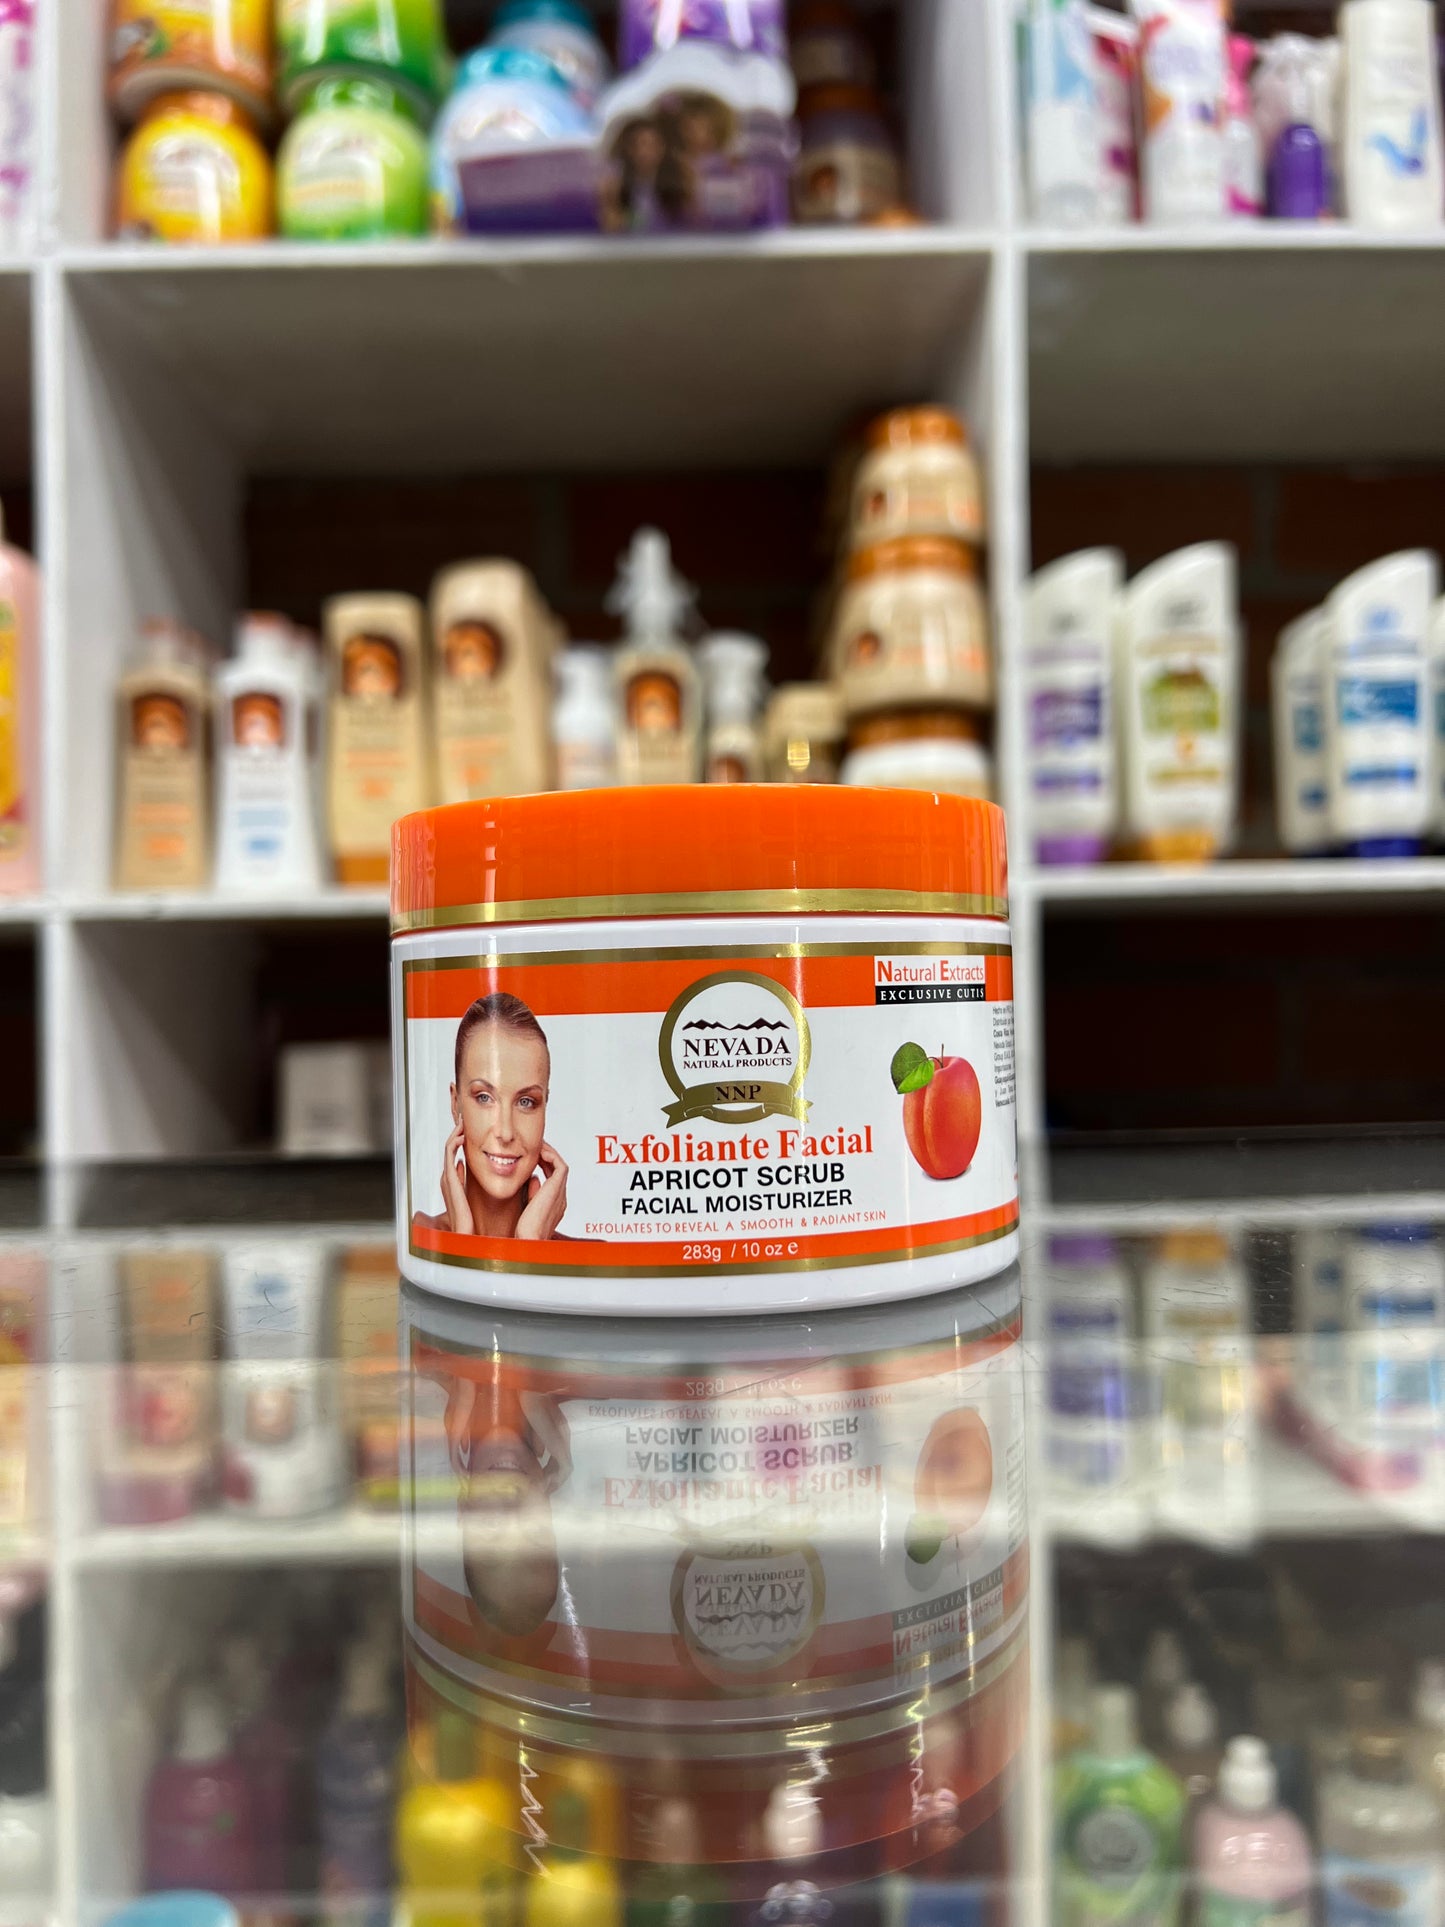 Natural Extracts
EXCLUSIVE CUTIS
NEVADA
NATURAL PRODUCTS
NNP
Exfoliante Facial
APRICOT SCRUB
FACIAL MOISTURIZER
EXFOLIATES TO REVEAL A SMOOTH & RADIANT SKIN
283g / 10 oz e